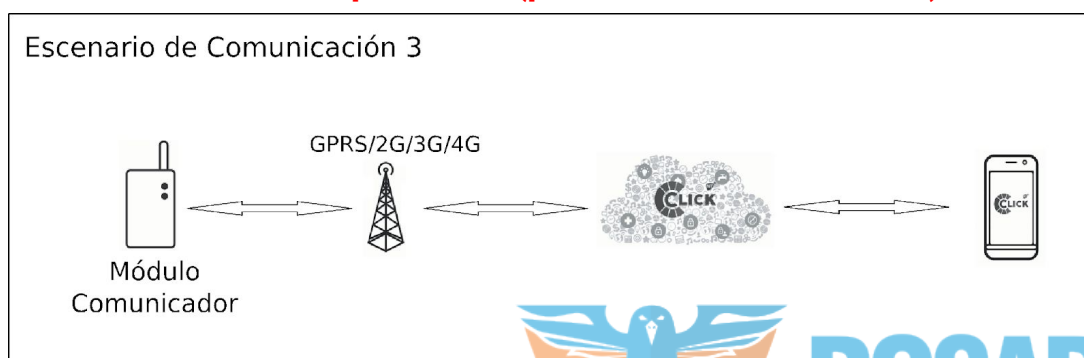 Escenario de Comunicación 3
GPRS/2G/3G/4G
CLICK
CLICK
Módulo
Comunicador